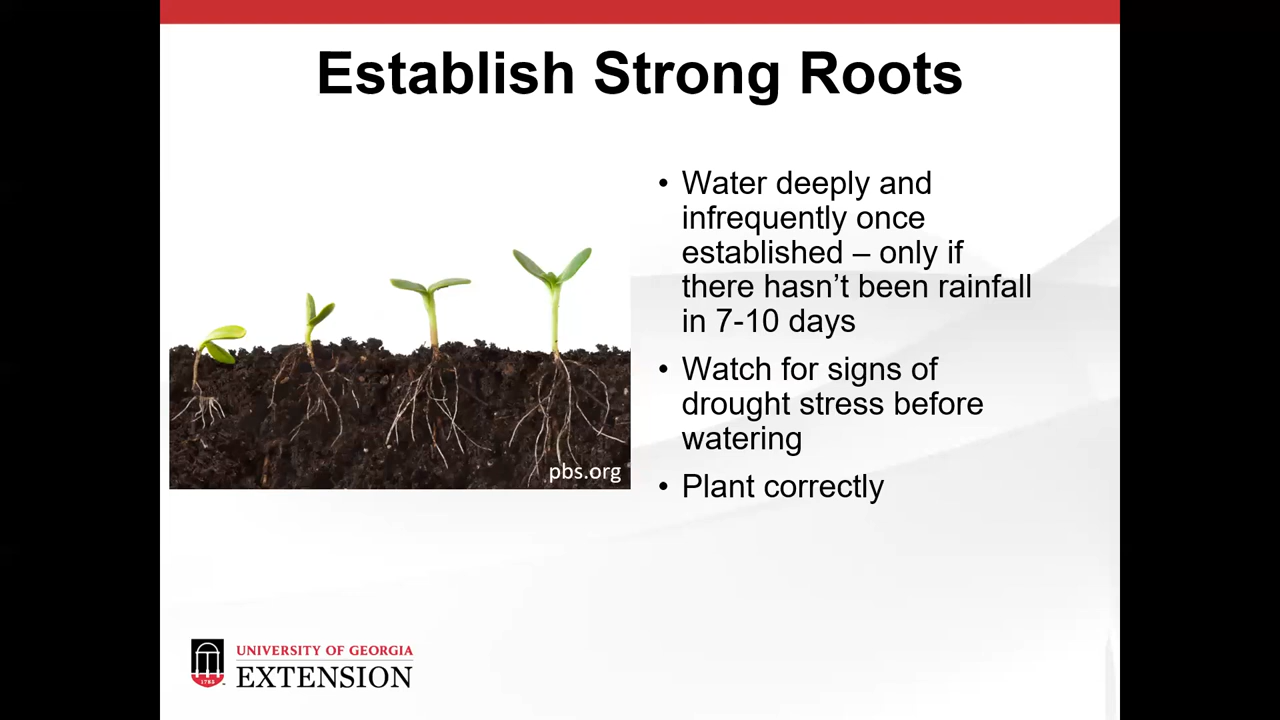 Establish Strong Roots
• Water deeply and
infrequently once
established – only if
there hasn’t been rainfall
in 7-10 days
• Watch for signs of
drought stress before
watering
• Plant correctly
pbs.org
1785
UNIVERSITY OF GEORGIA
EXTENSION